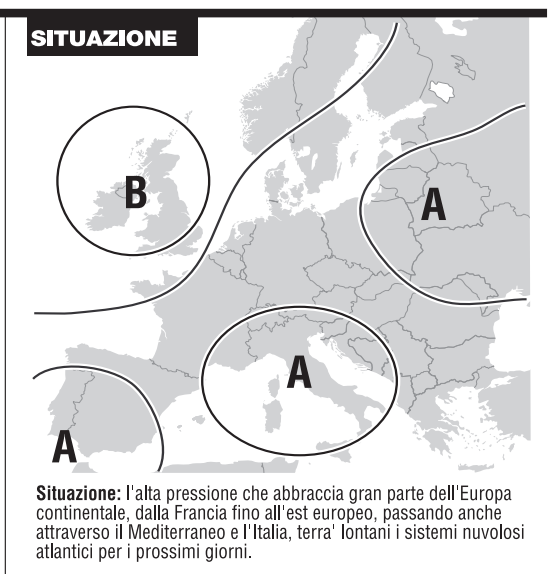 SITUAZIONE
B
A
A
A
Situazione: l'alta pressione che abbraccia gran parte dell'Europa
continentale, dalla Francia fino all'est europeo, passando anche
attraverso il Mediterraneo e l'Italia, terra' lontani i sistemi nuvolosi
atlantici per i prossimi giorni.